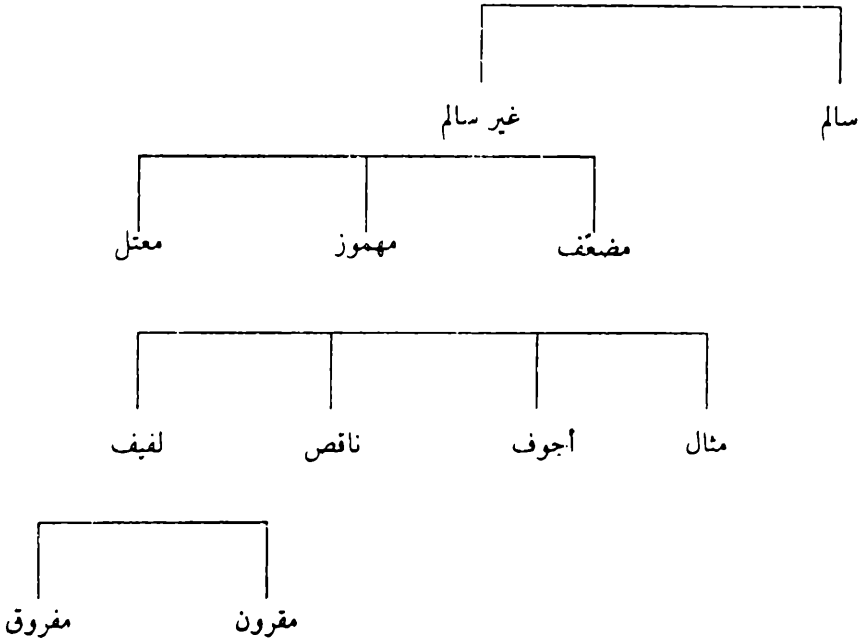 سالم غير سالم
مضعّف مهموز معتل
مثال أجوف ناقص لفيف
مقرون مفروق